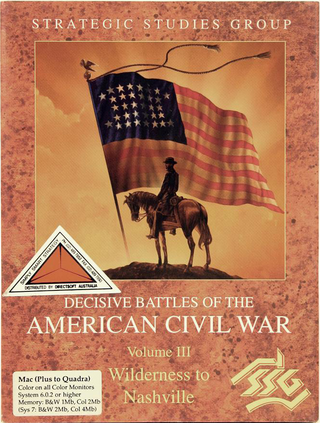 STRATEGIC STUDIES GROUP
DISTRIBUTED BY DIRECTSOFT AUSTRALIA
DECISIVE BATTLES OF THE
AMERICAN CIVIL WAR
Volume III
Wilderness to
Nashville
Mac (Plus to Quadra)
Color on all Color Monitors
System 6.0.2 or higher
Memory: B&W 1Mb, Col 2Mb
(Sys 7: B&W 2Mb, Col 4Mb)
SSG